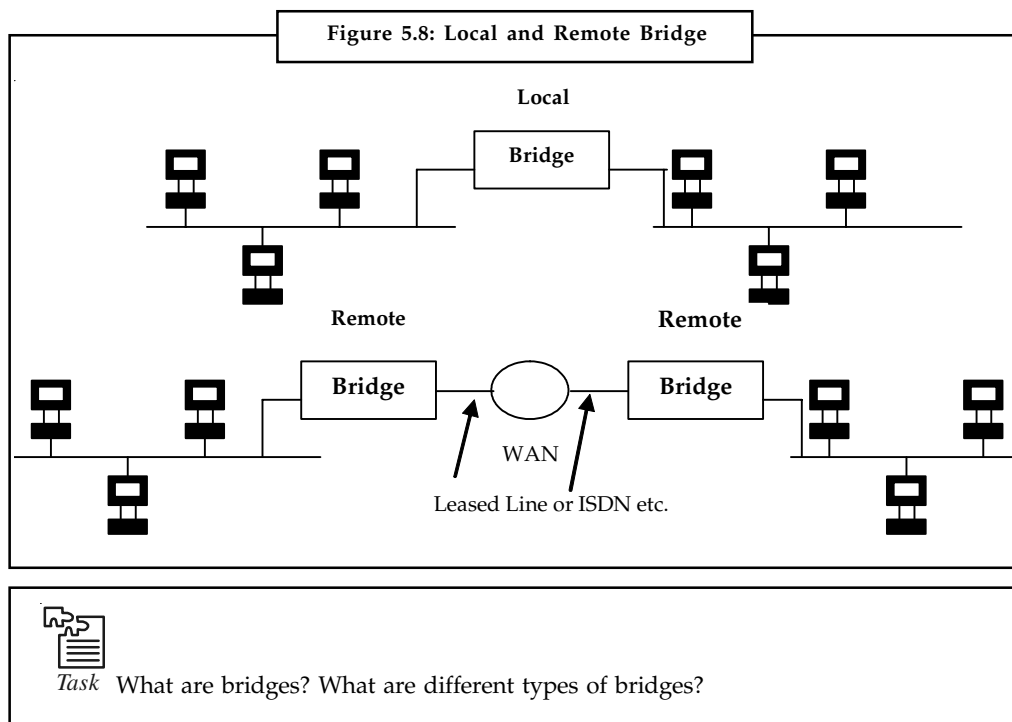 Figure 5.8: Local and Remote Bridge
Local
Bridge
Remote
Remote
Bridge
Bridge
WAN
Leased Line or ISDN etc.
Task What are bridges? What are different types of bridges?